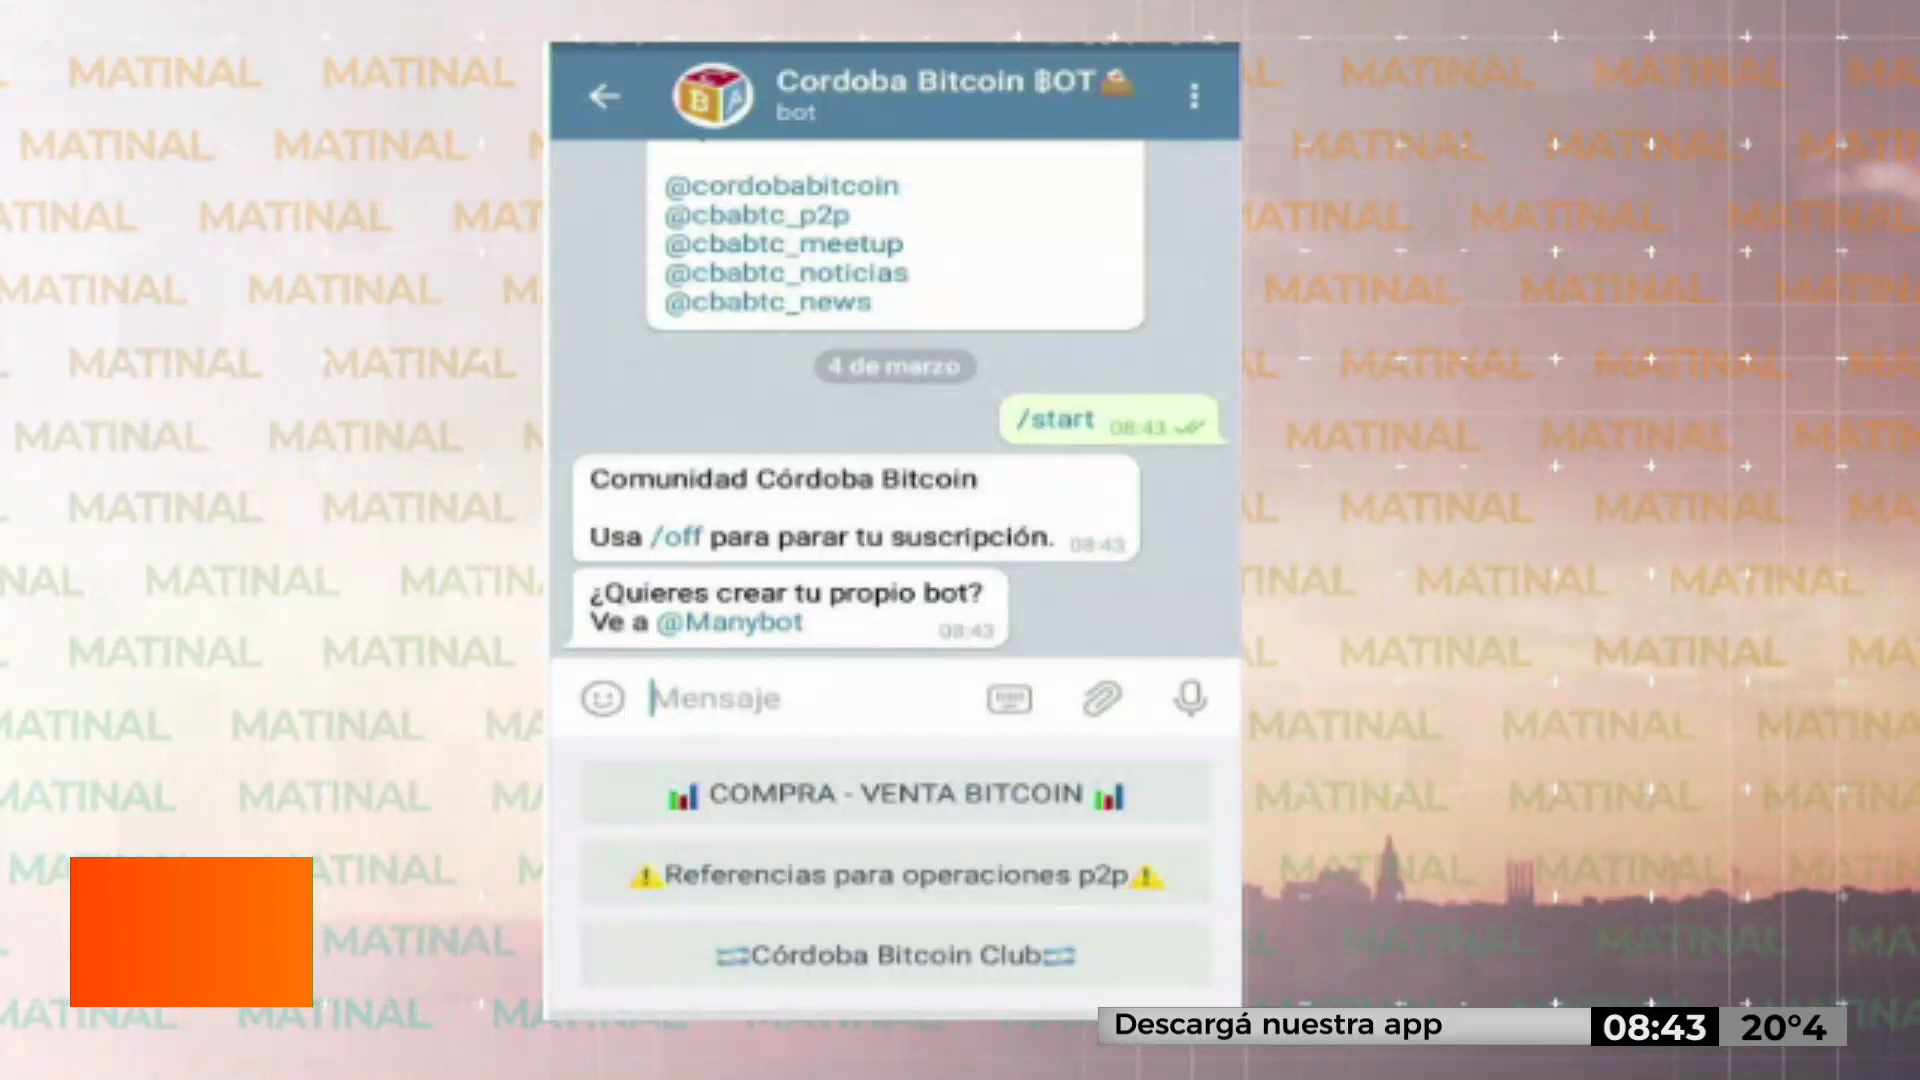 Cordoba Bitcoin ₿OT
bot
@cordobabitcoin
@cbabtc_p2p
@cbabtc_meetup
@cbabtc_noticias
@cbabtc_news
4 de marzo
/start 08:43
Comunidad Córdoba Bitcoin
Usa /off para parar tu suscripción. 08:43
¿Quieres crear tu propio bot?
Ve a @Manybot 08:43
Mensaje
COMPRA - VENTA BITCOIN
⚠Referencias para operaciones p2p⚠
Córdoba Bitcoin Club
Descargá nuestra app 08:43 20°4
MATINAL